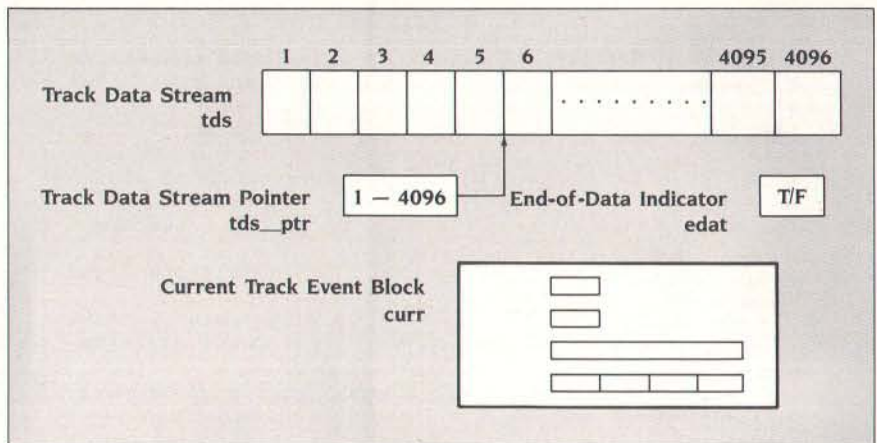 1 2 3 4 5 6 4095 4096
Track Data Stream
tds
. . . . . . . . .
Track Data Stream Pointer
tds__ptr
1 — 4096
End-of-Data Indicator
edat
T/F
Current Track Event Block
curr